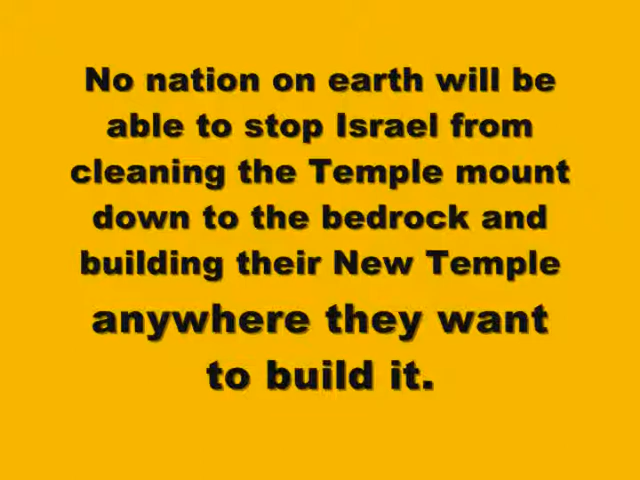 No nation on earth will be
able to stop Israel from
cleaning the Temple mount
down to the bedrock and
building their New Temple
anywhere they want
to build it.